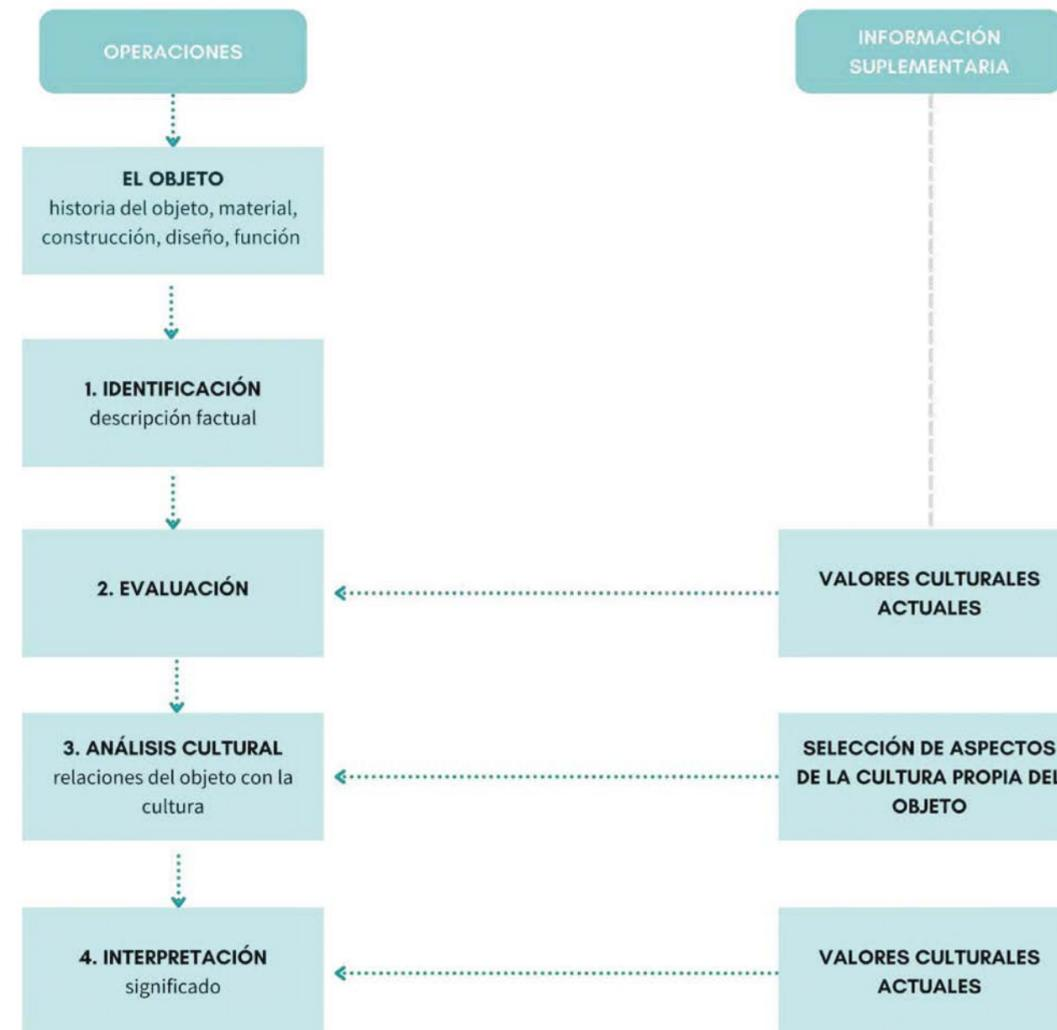 OPERACIONES
INFORMACIÓN
SUPLEMENTARIA
EL OBJETO
historia del objeto, material,
construcción, diseño, función
1. IDENTIFICACIÓN
descripción factual
2. EVALUACIÓN
VALORES CULTURALES
ACTUALES
3. ANÁLISIS CULTURAL
relaciones del objeto con la
cultura
SELECCIÓN DE ASPECTOS
DE LA CULTURA PROPIA DEL
OBJETO
4. INTERPRETACIÓN
significado
VALORES CULTURALES
ACTUALES